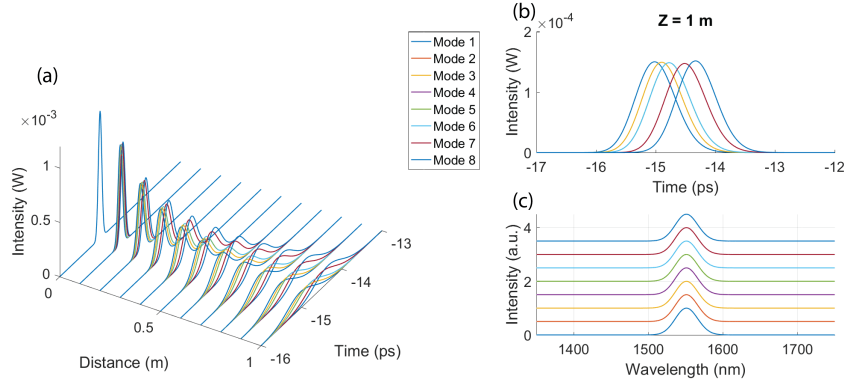 (a)
×10⁻³
1
0.5
0
Intensity (W)
0
0.5
1
Distance (m)
-16
-15
-14
-13
Time (ps)
Mode 1
Mode 2
Mode 3
Mode 4
Mode 5
Mode 6
Mode 7
Mode 8
(b)
Z = 1 m
×10⁻⁴
2
1
0
Intensity (W)
-17
-16
-15
-14
-13
-12
Time (ps)
(c)
4
2
0
Intensity (a.u.)
1400
1500
1600
1700
Wavelength (nm)